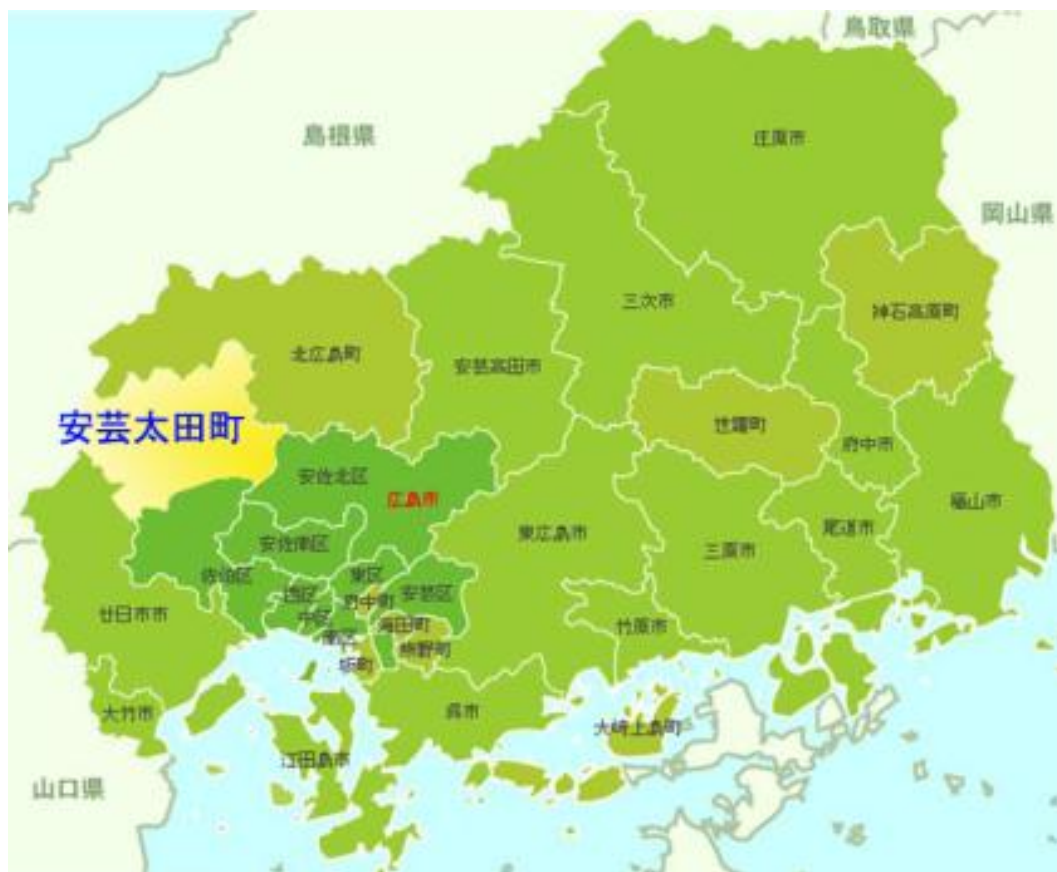 鳥取県
島根県
庄原市
岡山県
三次市
神石高原町
北広島町
安芸高田市
安芸太田町
世羅町
府中市
安佐北区
広島市
福山市
東広島市
尾道市
三原市
安佐南区
佐伯区
東区
西区
府中町
安芸区
廿日市市
中区
海田町
竹原市
南区
熊野町
坂町
大竹市
呉市
大崎上島町
江田島市
山口県